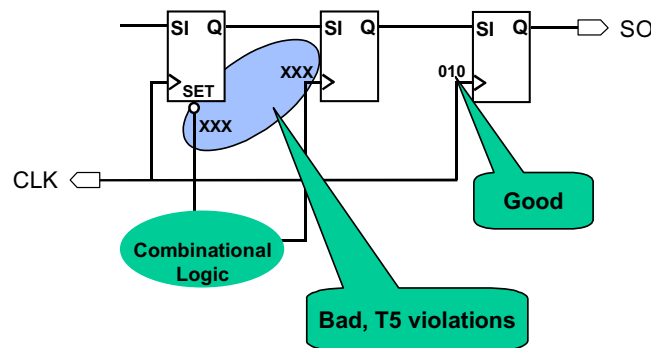 SI Q SI Q SI Q SO
XXX 010
SET
XXX
CLK
Good
Combinational
Logic
Bad, T5 violations